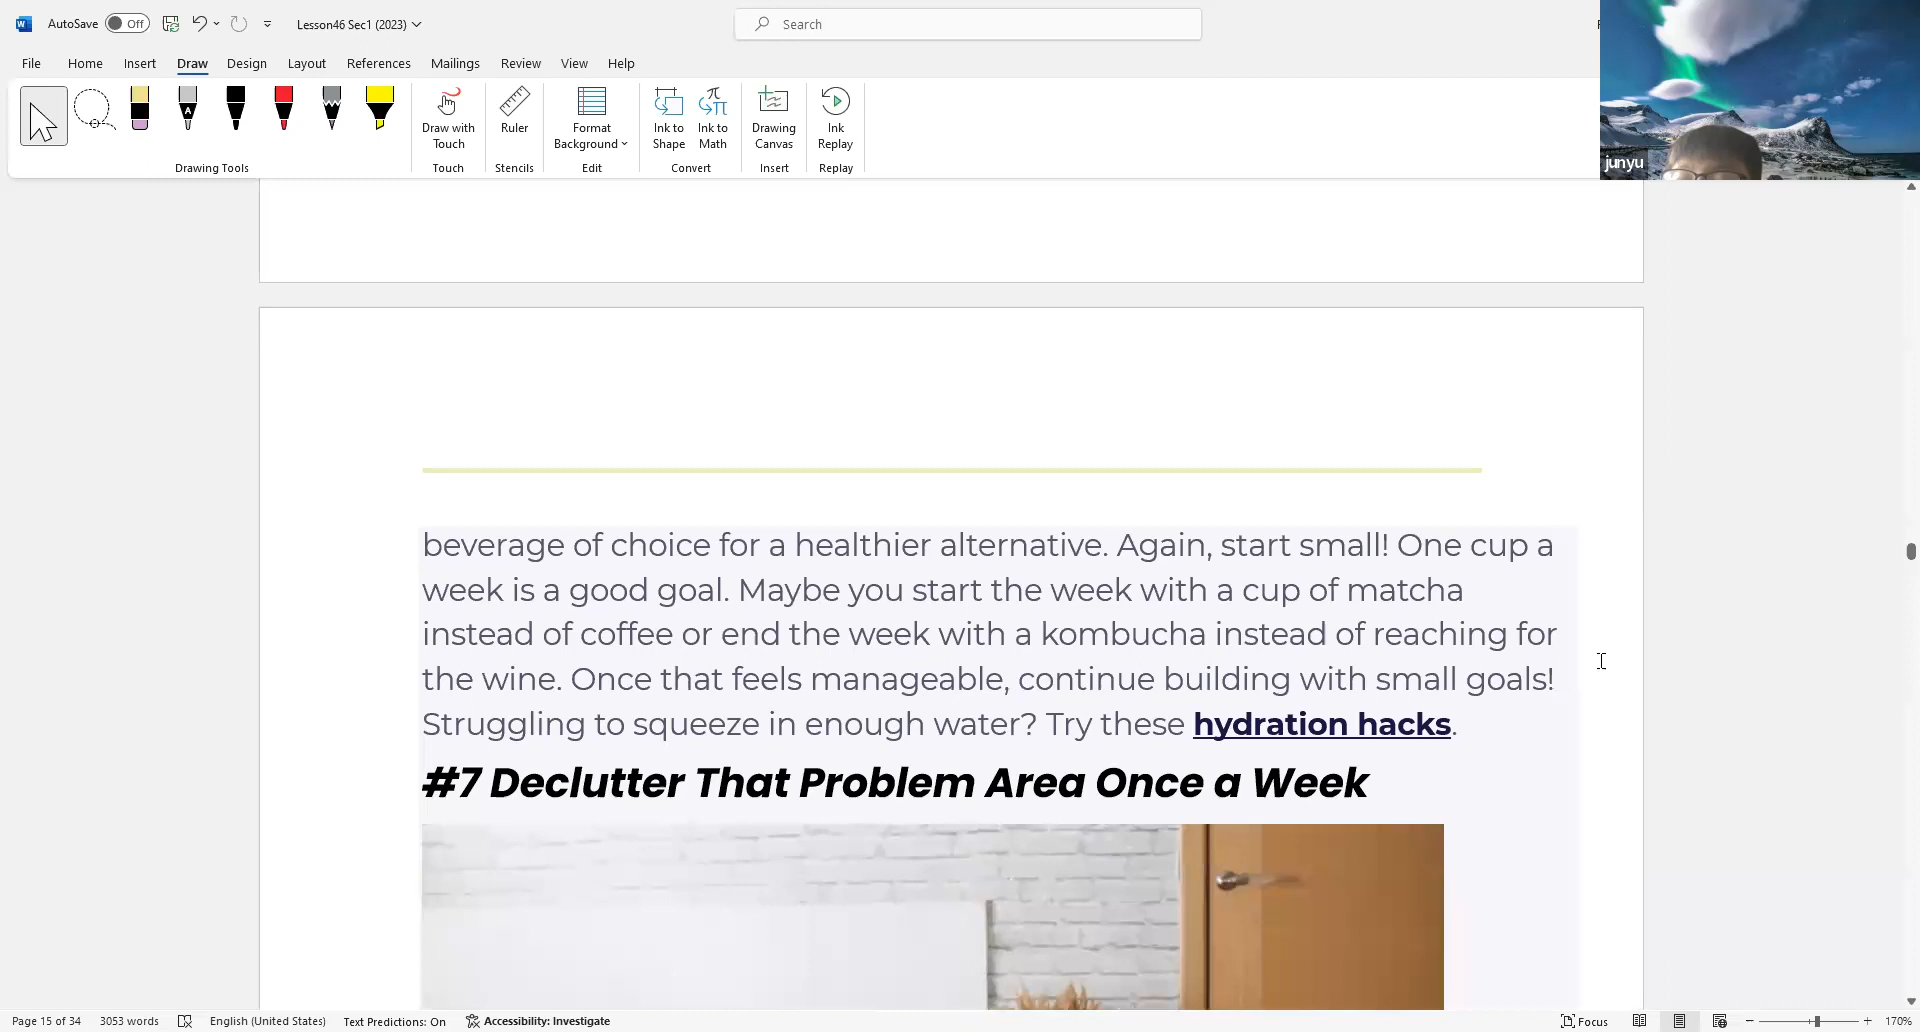 AutoSave Off Lesson46 Sec1 (2023) Search
File Home Insert Draw Design Layout References Mailings Review View Help
A
Draw with Touch
Ruler
Format Background
Ink to Shape
Ink to Math
Drawing Canvas
Ink Replay
Drawing Tools Touch Stencils Edit Convert Insert Replay
junyu
beverage of choice for a healthier alternative. Again, start small! One cup a
week is a good goal. Maybe you start the week with a cup of matcha
instead of coffee or end the week with a kombucha instead of reaching for
the wine. Once that feels manageable, continue building with small goals!
Struggling to squeeze in enough water? Try these hydration hacks.
#7 Declutter That Problem Area Once a Week
Page 15 of 34 3053 words English (United States) Text Predictions: On Accessibility: Investigate Focus 170%